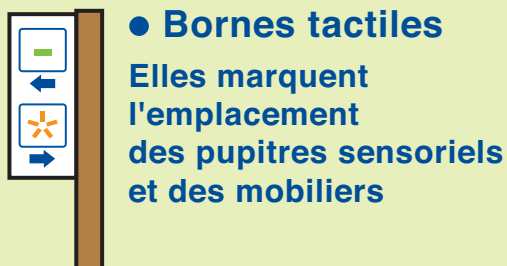 ● Bornes tactiles
Elles marquent
l'emplacement
des pupitres sensoriels
et des mobiliers